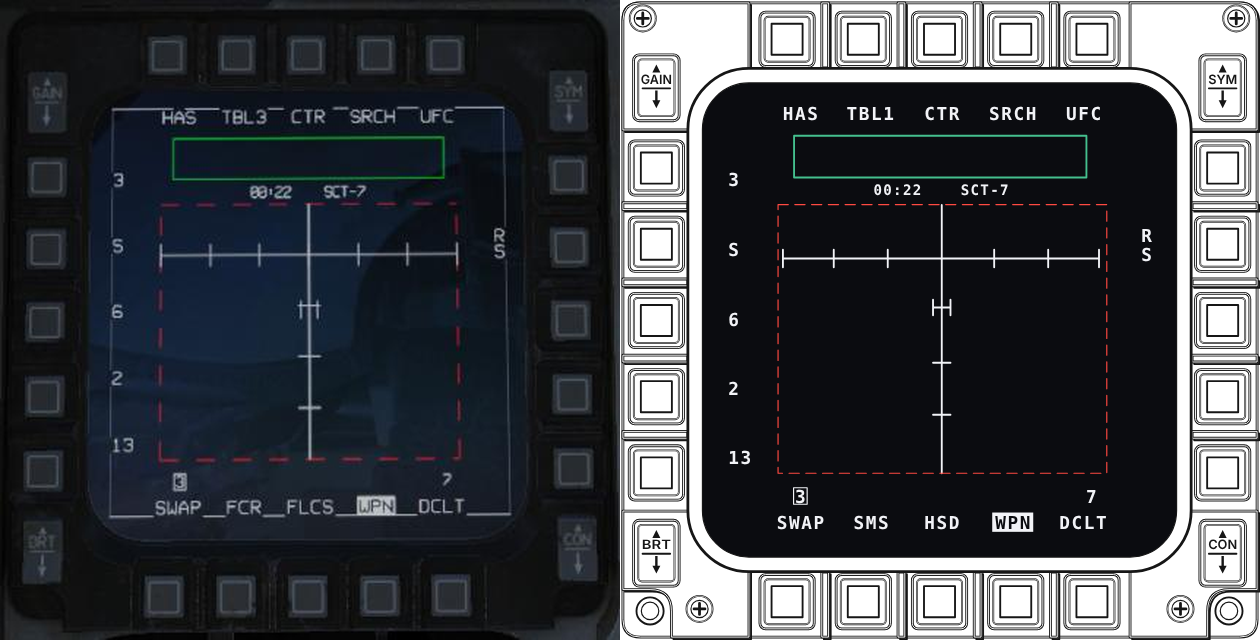 GAIN
SYM
HAS TBL3 CTR SRCH UFC
00:22 SCT-7
3
S
6
2
13
R
S
3
7
SWAP FCR FLCS WPN DCLT
BRT
CON
GAIN
SYM
HAS TBL1 CTR SRCH UFC
00:22 SCT-7
3
S
6
2
13
R
S
3
7
SWAP SMS HSD WPN DCLT
BRT
CON